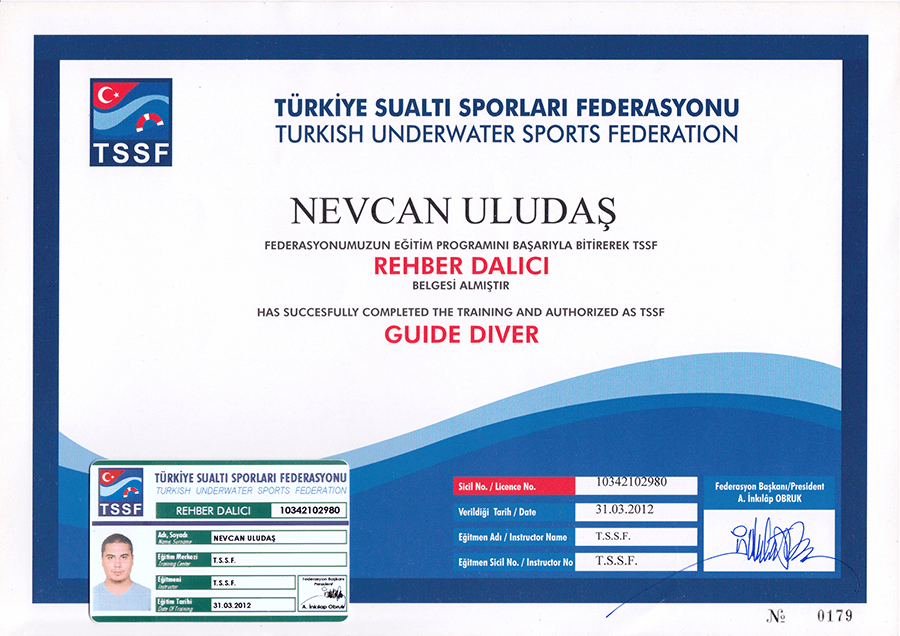 TSSF
TÜRKİYE SUALTI SPORLARI FEDERASYONU
TURKISH UNDERWATER SPORTS FEDERATION
NEVCAN ULUDAŞ
FEDERASYONUMUZUN EĞİTİM PROGRAMINI BAŞARIYLA BİTİREREK TSSF
REHBER DALICI
BELGESİ ALMIŞTIR
HAS SUCCESFULLY COMPLETED THE TRAINING AND AUTHORIZED AS TSSF
GUIDE DIVER
TSSF
TÜRKİYE SUALTI SPORLARI FEDERASYONU
TURKISH UNDERWATER SPORTS FEDERATION
REHBER DALICI 10342102980
Adı, Soyadı
Name Surname
NEVCAN ULUDAŞ
Eğitim Merkezi
Training Center
T.S.S.F.
Eğitmeni
Instructor
T.S.S.F.
Eğitim Tarihi
Date Of Training
31.03.2012
Federasyon Başkanı
President
A. İnkılap Obruk
Sicil No. / Licence No. 10342102980
Verildiği Tarih / Date 31.03.2012
Eğitmen Adı / Instructor Name T.S.S.F.
Eğitmen Sicil No. / Instructor No T.S.S.F.
Federasyon Başkanı/President
A. İnkılâp OBRUK
№ 0179